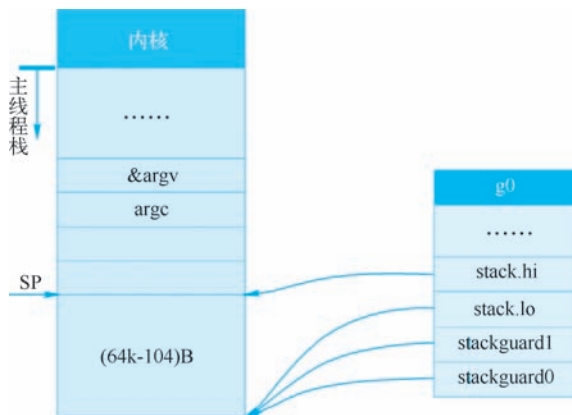 内核
主线程栈
......
&argv
argc
SP
(64k-104)B
g0
......
stack.hi
stack.lo
stackguard1
stackguard0